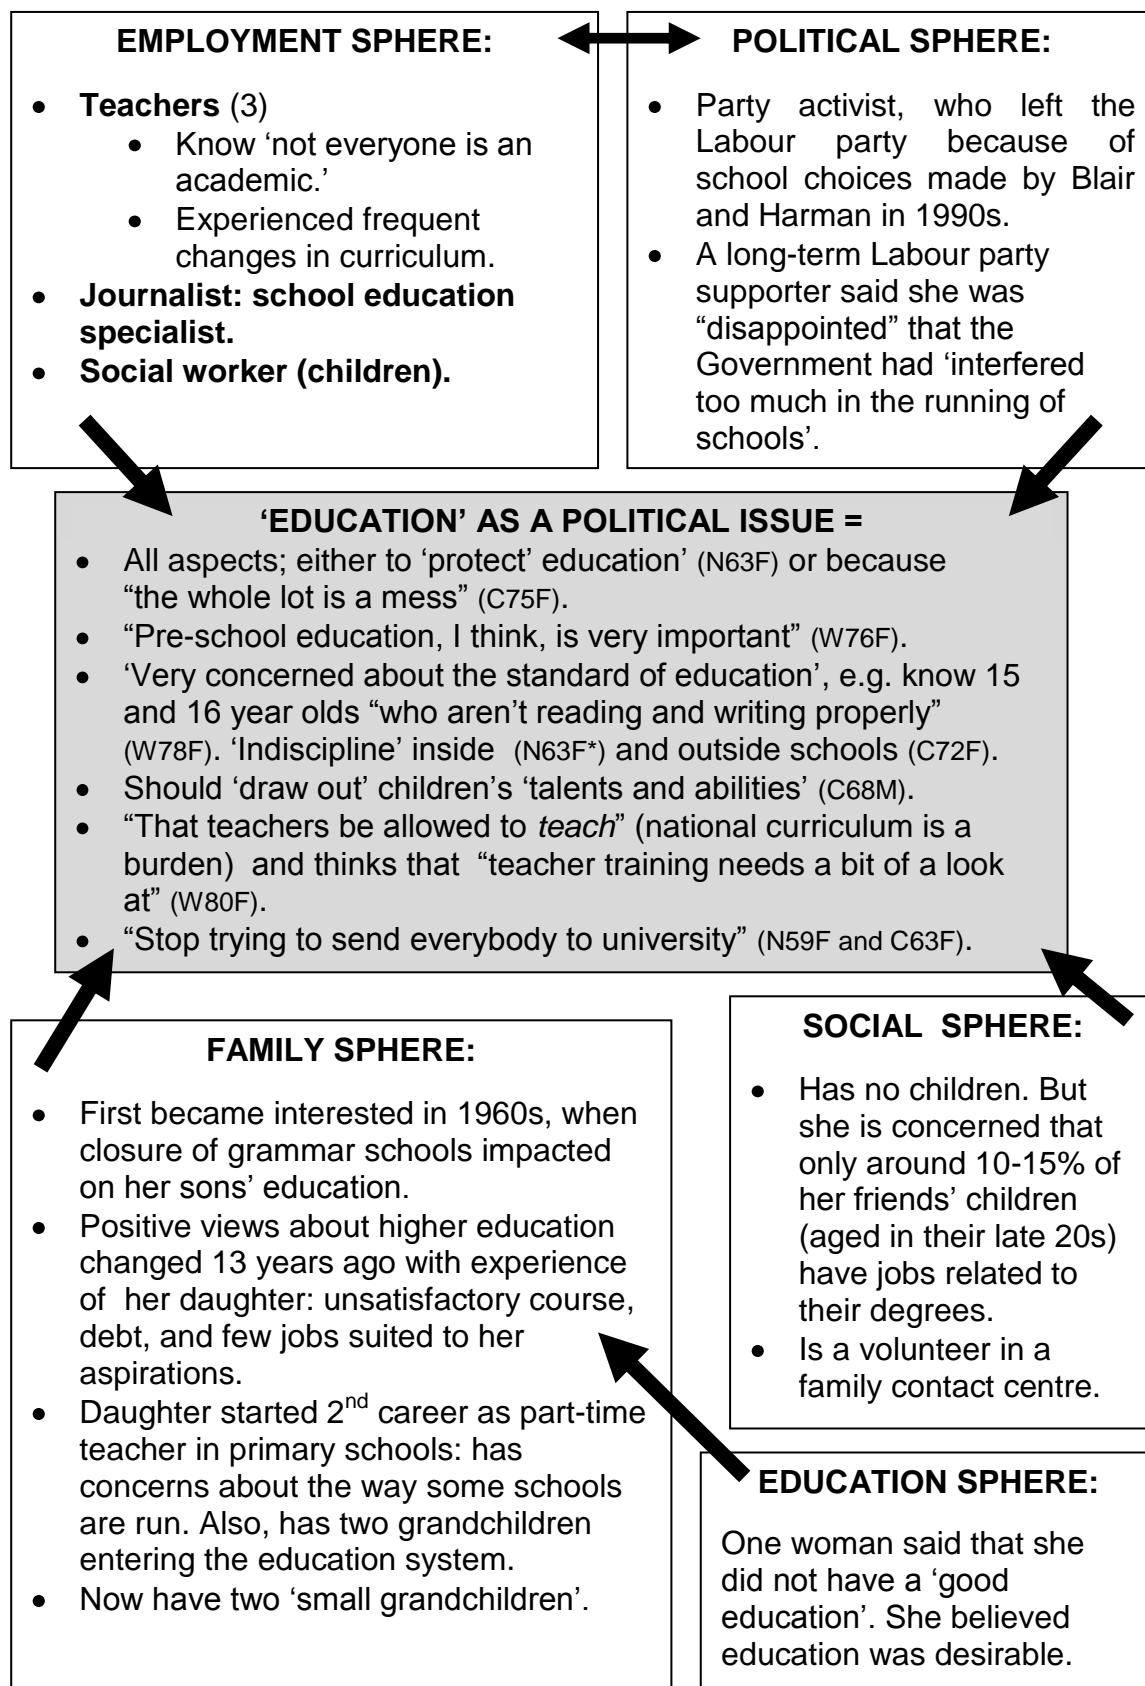 EMPLOYMENT SPHERE:
• Teachers (3)
• Know ‘not everyone is an
academic.’
• Experienced frequent
changes in curriculum.
• Journalist: school education
specialist.
• Social worker (children).
POLITICAL SPHERE:
• Party activist, who left the
Labour party because of
school choices made by Blair
and Harman in 1990s.
• A long-term Labour party
supporter said she was
“disappointed” that the
Government had ‘interfered
too much in the running of
schools’.
‘EDUCATION’ AS A POLITICAL ISSUE =
• All aspects; either to ‘protect’ education’ (N63F) or because
“the whole lot is a mess” (C75F).
• “Pre-school education, I think, is very important” (W76F).
• ‘Very concerned about the standard of education’, e.g. know 15
and 16 year olds “who aren’t reading and writing properly”
(W78F). ‘Indiscipline’ inside (N63F*) and outside schools (C72F).
• Should ‘draw out’ children’s ‘talents and abilities’ (C68M).
• “That teachers be allowed to teach” (national curriculum is a
burden) and thinks that “teacher training needs a bit of a look
at” (W80F).
• “Stop trying to send everybody to university” (N59F and C63F).
FAMILY SPHERE:
• First became interested in 1960s, when
closure of grammar schools impacted
on her sons’ education.
• Positive views about higher education
changed 13 years ago with experience
of her daughter: unsatisfactory course,
debt, and few jobs suited to her
aspirations.
• Daughter started 2nd career as part-time
teacher in primary schools: has
concerns about the way some schools
are run. Also, has two grandchildren
entering the education system.
• Now have two ‘small grandchildren’.
SOCIAL SPHERE:
• Has no children. But
she is concerned that
only around 10-15% of
her friends’ children
(aged in their late 20s)
have jobs related to
their degrees.
• Is a volunteer in a
family contact centre.
EDUCATION SPHERE:
One woman said that she
did not have a ‘good
education’. She believed
education was desirable.